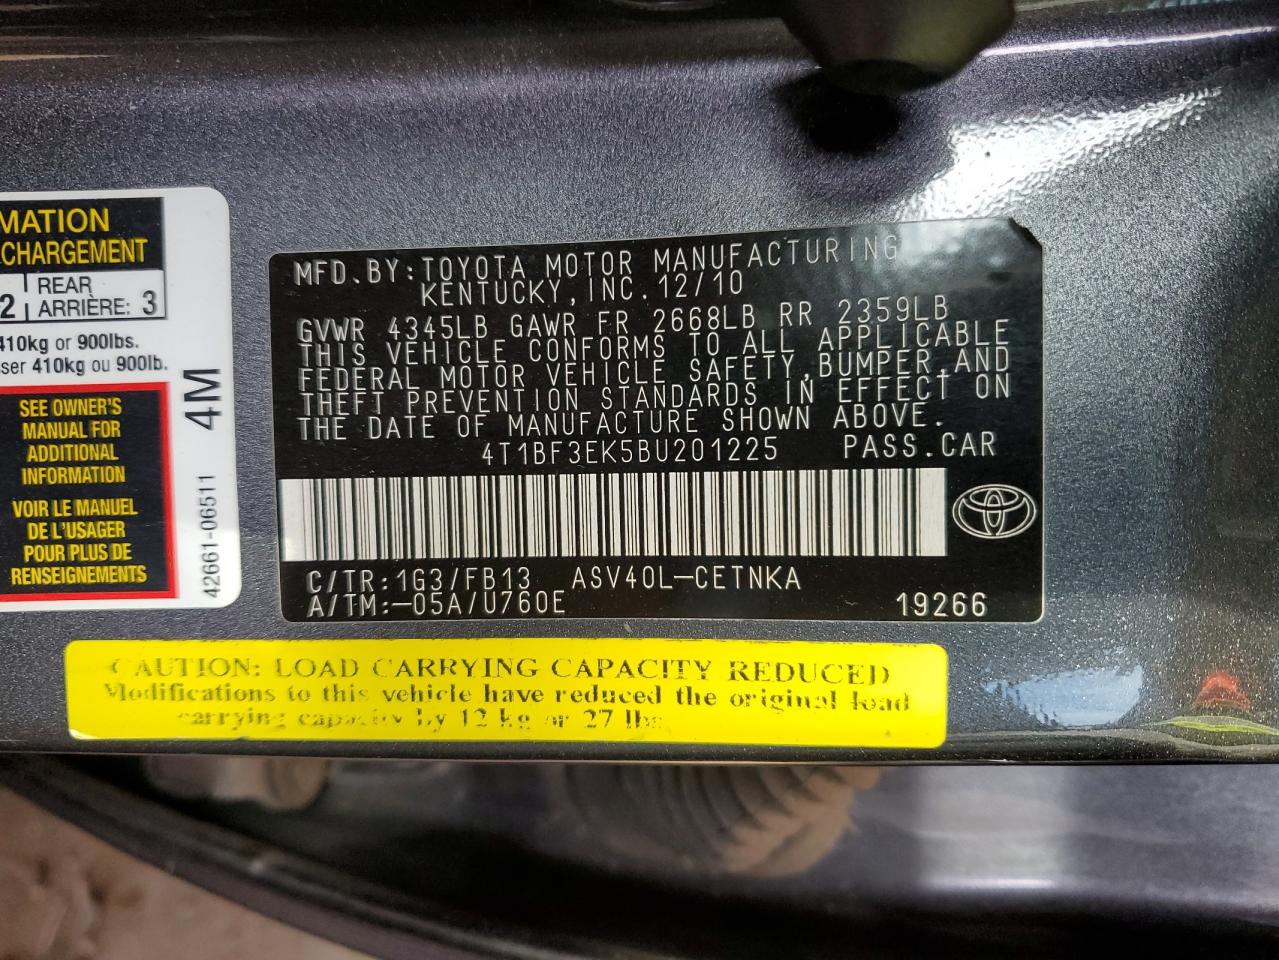 MATION
CHARGEMENT
2 REAR
ARRIÈRE: 3
410kg or 900lbs.
ser 410kg ou 900lb.
SEE OWNER'S
MANUAL FOR
ADDITIONAL
INFORMATION
VOIR LE MANUEL
DE L'USAGER
POUR PLUS DE
RENSEIGNEMENTS
4M
42661-06511
MFD.BY:TOYOTA MOTOR MANUFACTURING
KENTUCKY,INC.12/10
GVWR 4345LB GAWR FR 2668LB RR 2359LB
THIS VEHICLE CONFORMS TO ALL APPLICABLE
FEDERAL MOTOR VEHICLE SAFETY,BUMPER,AND
THEFT PREVENTION STANDARDS IN EFFECT ON
THE DATE OF MANUFACTURE SHOWN ABOVE.
4T1BF3EK5BU201225 PASS.CAR
C/TR:1G3/FB13 ASV40L-CETNKA
A/TM:-05A/U760E 19266
CAUTION: LOAD CARRYING CAPACITY REDUCED
Modifications to this vehicle have reduced the original load
carrying capacity by 12 kg or 27 lbs